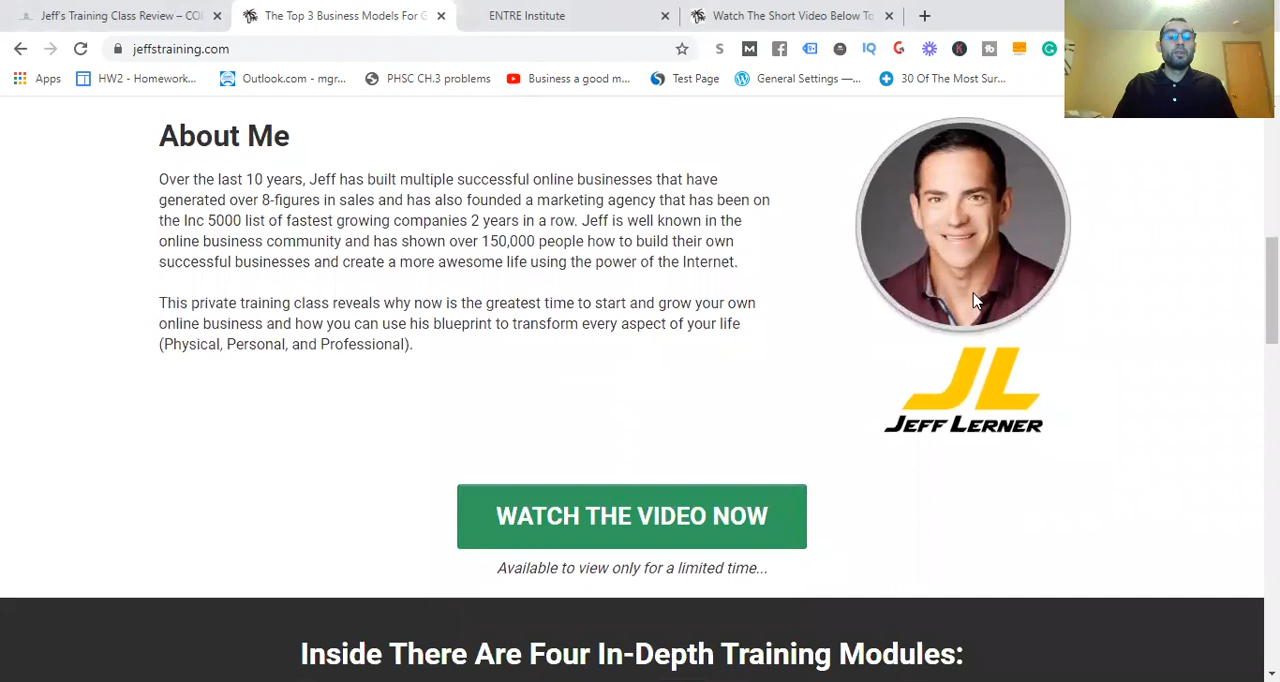 Jeff's Training Class Review – CO
The Top 3 Business Models For G
ENTRE Institute
Watch The Short Video Below To
jeffstraining.com
Apps
HW2 - Homework...
Outlook.com - mgr...
PHSC CH.3 problems
Business a good m...
Test Page
General Settings —...
30 Of The Most Sur...
About Me
Over the last 10 years, Jeff has built multiple successful online businesses that have
generated over 8-figures in sales and has also founded a marketing agency that has been on
the Inc 5000 list of fastest growing companies 2 years in a row. Jeff is well known in the
online business community and has shown over 150,000 people how to build their own
successful businesses and create a more awesome life using the power of the Internet.
This private training class reveals why now is the greatest time to start and grow your own
online business and how you can use his blueprint to transform every aspect of your life
(Physical, Personal, and Professional).
JL
JEFF LERNER
WATCH THE VIDEO NOW
Available to view only for a limited time...
Inside There Are Four In-Depth Training Modules: